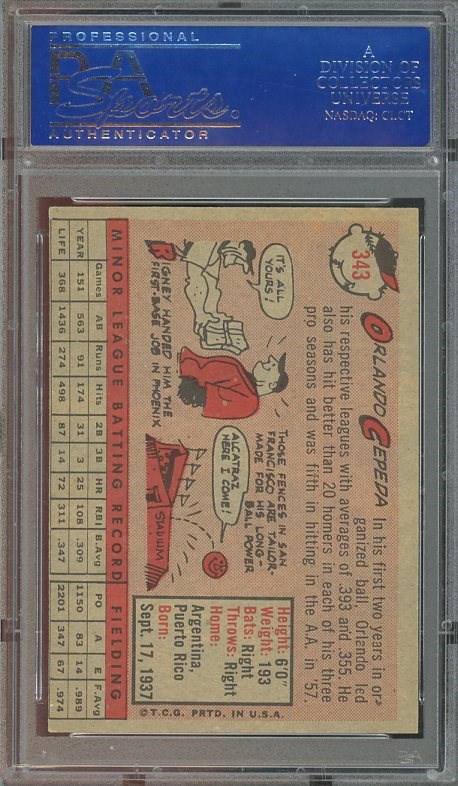 PROFESSIONAL
PSA
Sports.
AUTHENTICATOR
A
DIVISION OF
COLLECTORS
UNIVERSE
NASDAQ: CLCT
343
ORLANDO CEPEDA In his first two years in or-
ganized ball, Orlando led
his respective leagues with averages of .393 and .355. He
also has hit better than 20 homers in each of his three
pro seasons and was fifth in hitting in the A.A. in '57.
IT'S ALL
YOURS!
RIGNEY HANDED HIM THE
FIRST-BASE JOB IN PHOENIX
THOSE FENCES IN SAN
FRANCISCO ARE TAILOR-
MADE FOR HIS LONG-
BALL POWER
ALCATRAZ,
HERE I COME!
STADIUM
Height: 6'0"
Weight: 193
Bats: Right
Throws: Right
Home:
Argentina,
Puerto Rico
Born:
Sept. 17, 1937
MINOR LEAGUE BATTING RECORD FIELDING
Games AB Runs Hits 2B 3B HR RBI B.Avg PO A E F.Avg
YEAR 151 563 91 174 31 3 25 108 .309 1150 83 14 .989
LIFE 368 1436 274 498 87 14 72 311 .347 2201 347 67 .974
©T.C.G. PRTD. IN U.S.A.
PSA